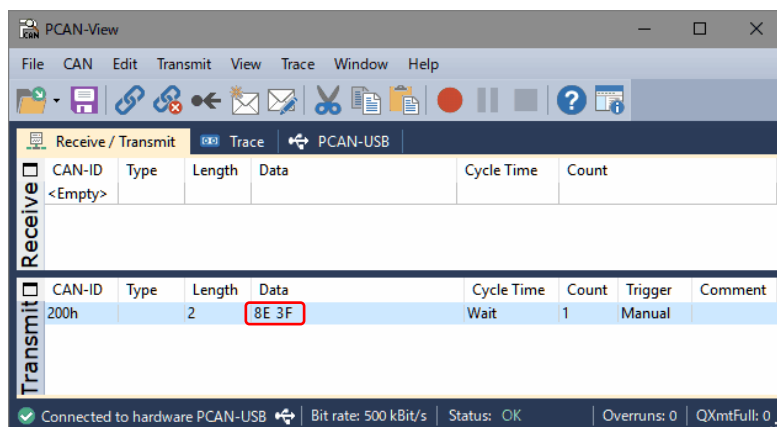 PCAN-View
File CAN Edit Transmit View Trace Window Help
Receive / Transmit Trace PCAN-USB
Receive
CAN-ID Type Length Data Cycle Time Count
<Empty>
Transmit
CAN-ID Type Length Data Cycle Time Count Trigger Comment
200h 2 8E 3F Wait 1 Manual
Connected to hardware PCAN-USB Bit rate: 500 kBit/s Status: OK Overruns: 0 QXmtFull: 0